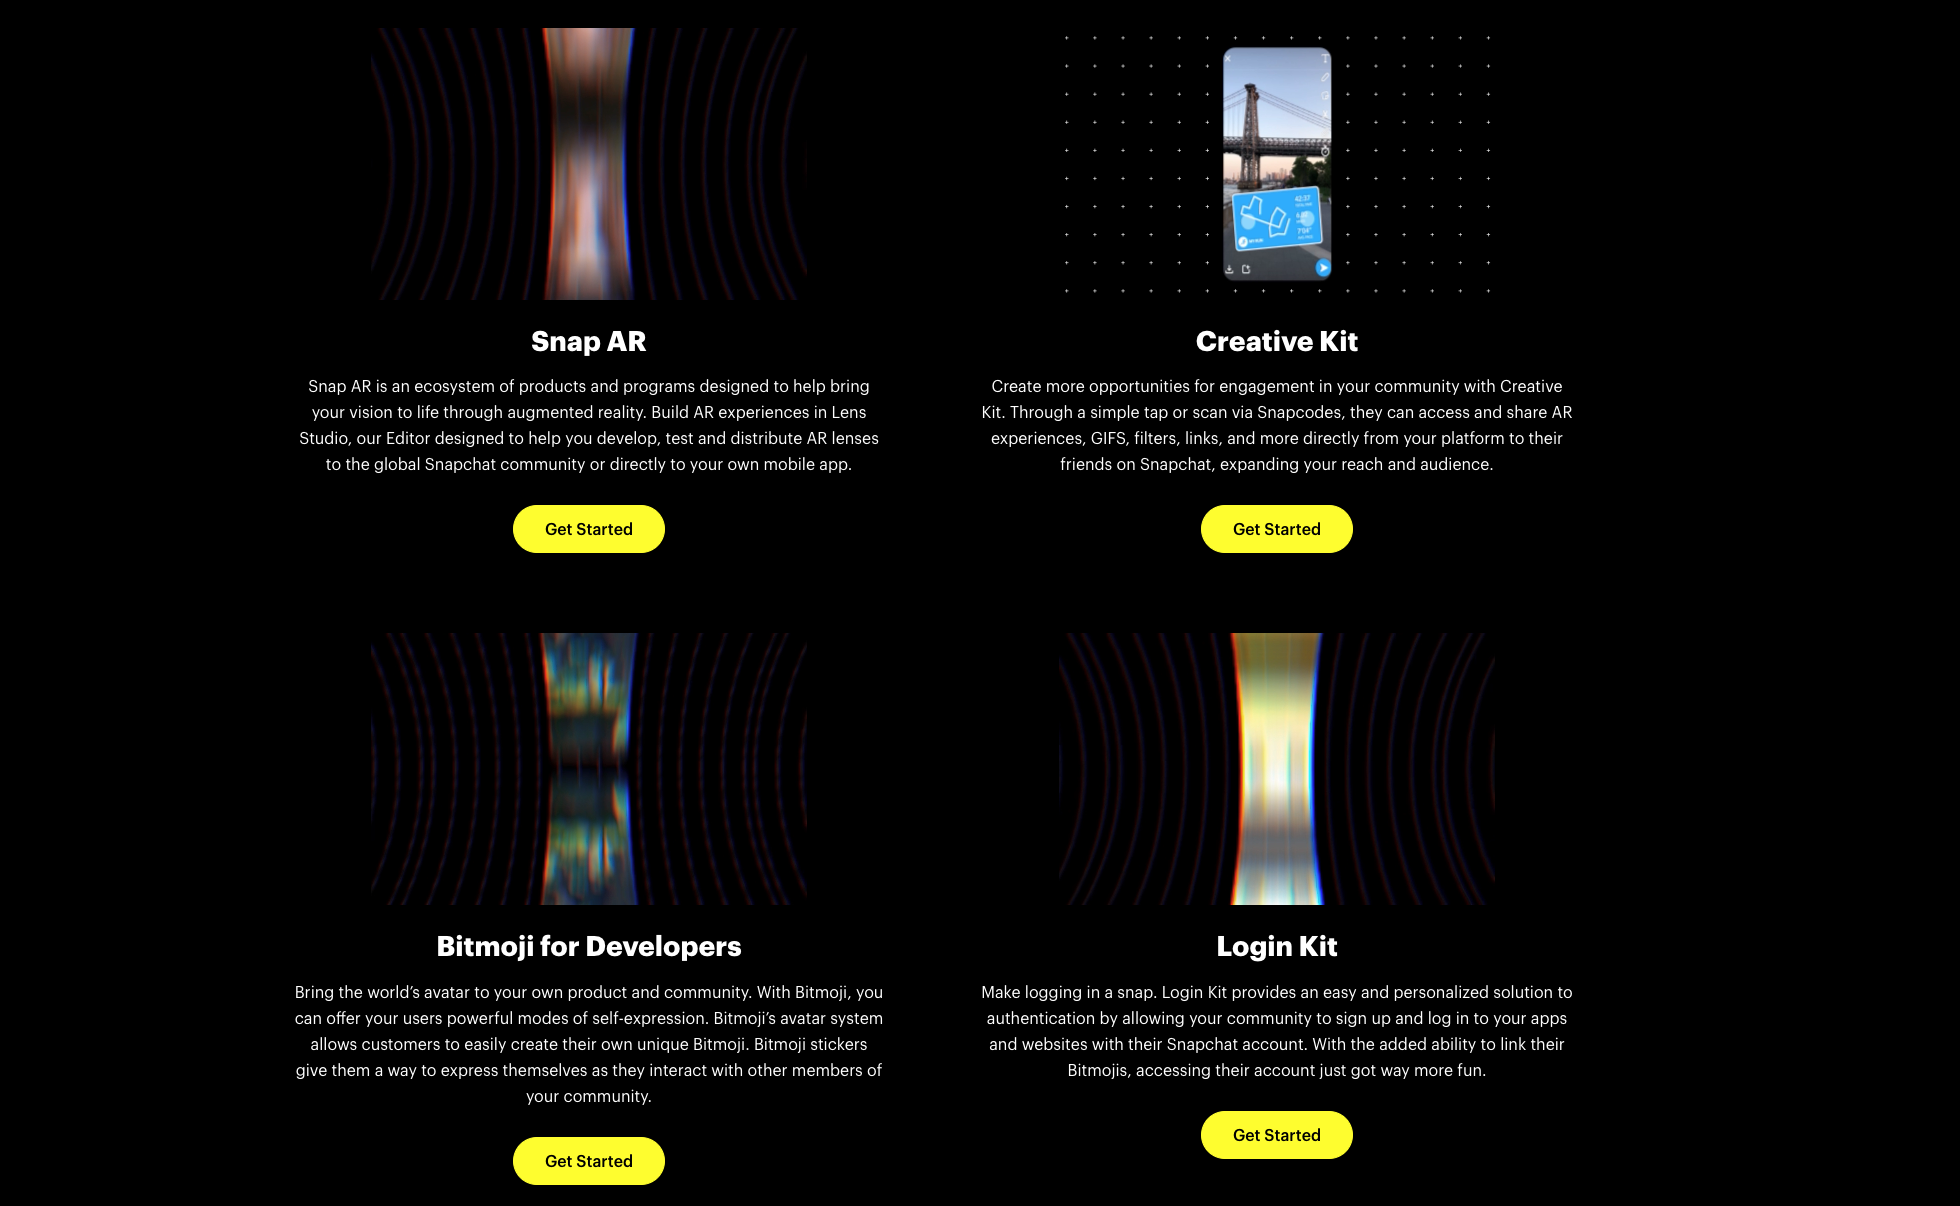 42:37
7'04"
Snap AR
Snap AR is an ecosystem of products and programs designed to help bring
your vision to life through augmented reality. Build AR experiences in Lens
Studio, our Editor designed to help you develop, test and distribute AR lenses
to the global Snapchat community or directly to your own mobile app.
Get Started
Creative Kit
Create more opportunities for engagement in your community with Creative
Kit. Through a simple tap or scan via Snapcodes, they can access and share AR
experiences, GIFS, filters, links, and more directly from your platform to their
friends on Snapchat, expanding your reach and audience.
Get Started
Bitmoji for Developers
Bring the world’s avatar to your own product and community. With Bitmoji, you
can offer your users powerful modes of self-expression. Bitmoji’s avatar system
allows customers to easily create their own unique Bitmoji. Bitmoji stickers
give them a way to express themselves as they interact with other members of
your community.
Get Started
Login Kit
Make logging in a snap. Login Kit provides an easy and personalized solution to
authentication by allowing your community to sign up and log in to your apps
and websites with their Snapchat account. With the added ability to link their
Bitmojis, accessing their account just got way more fun.
Get Started